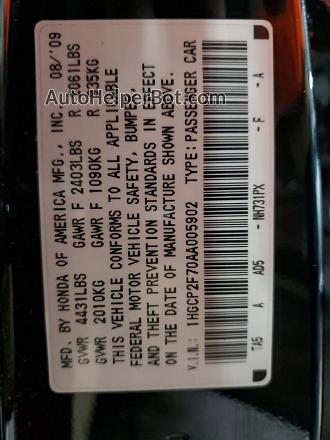 MFD. BY HONDA OF AMERICA MFG., INC. 08/'09
GVWR 4431LBS GAWR F 2403LBS R 2061LBS
GVWR 2010KG GAWR F 1090KG R 935KG
THIS VEHICLE CONFORMS TO ALL APPLICABLE
FEDERAL MOTOR VEHICLE SAFETY, BUMPER,
AND THEFT PREVENTION STANDARDS IN EFFECT
ON THE DATE OF MANUFACTURE SHOWN ABOVE.
V.I.N.: 1HGCP2F70AA005902 TYPE: PASSENGER CAR
TA5 A AD5 - NH731PX - F - A
AutoHelperBot.com